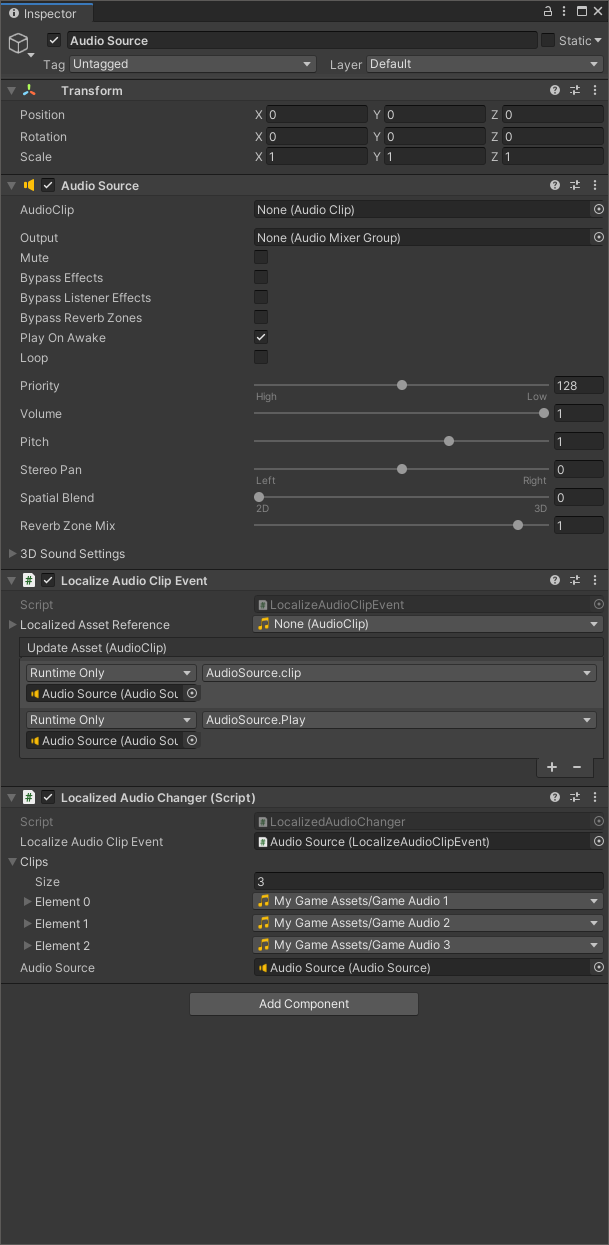 Inspector
Audio Source
Static
Tag Untagged Layer Default
Transform
Position X 0 Y 0 Z 0
Rotation X 0 Y 0 Z 0
Scale X 1 Y 1 Z 1
Audio Source
AudioClip None (Audio Clip)
Output None (Audio Mixer Group)
Mute
Bypass Effects
Bypass Listener Effects
Bypass Reverb Zones
Play On Awake
Loop
Priority 128
High Low
Volume 1
Pitch 1
Stereo Pan 0
Left Right
Spatial Blend 0
2D 3D
Reverb Zone Mix 1
3D Sound Settings
Localize Audio Clip Event
Script LocalizeAudioClipEvent
Localized Asset Reference None (AudioClip)
Update Asset (AudioClip)
Runtime Only AudioSource.clip
Audio Source (Audio Sou
Runtime Only AudioSource.Play
Audio Source (Audio Sou
+ −
Localized Audio Changer (Script)
Script LocalizedAudioChanger
Localize Audio Clip Event Audio Source (LocalizeAudioClipEvent)
Clips
Size 3
Element 0 My Game Assets/Game Audio 1
Element 1 My Game Assets/Game Audio 2
Element 2 My Game Assets/Game Audio 3
Audio Source Audio Source (Audio Source)
Add Component